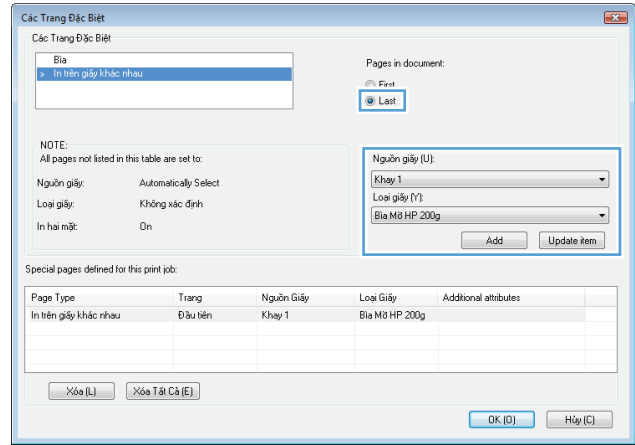 Các Trang Đặc Biệt
Các Trang Đặc Biệt
Bìa
» In trên giấy khác nhau
Pages in document:
First
Last
NOTE:
All pages not listed in this table are set to:
Nguồn giấy: Automatically Select
Loại giấy: Không xác định
In hai mặt: On
Nguồn giấy (U):
Khay 1
Loại giấy (Y):
Bìa Mờ HP 200g
Add Update item
Special pages defined for this print job:
Page Type Trang Nguồn Giấy Loại Giấy Additional attributes
In trên giấy khác nhau Đầu tiên Khay 1 Bìa Mờ HP 200g
Xóa (L) Xóa Tất Cả (E)
OK (O) Hủy (C)